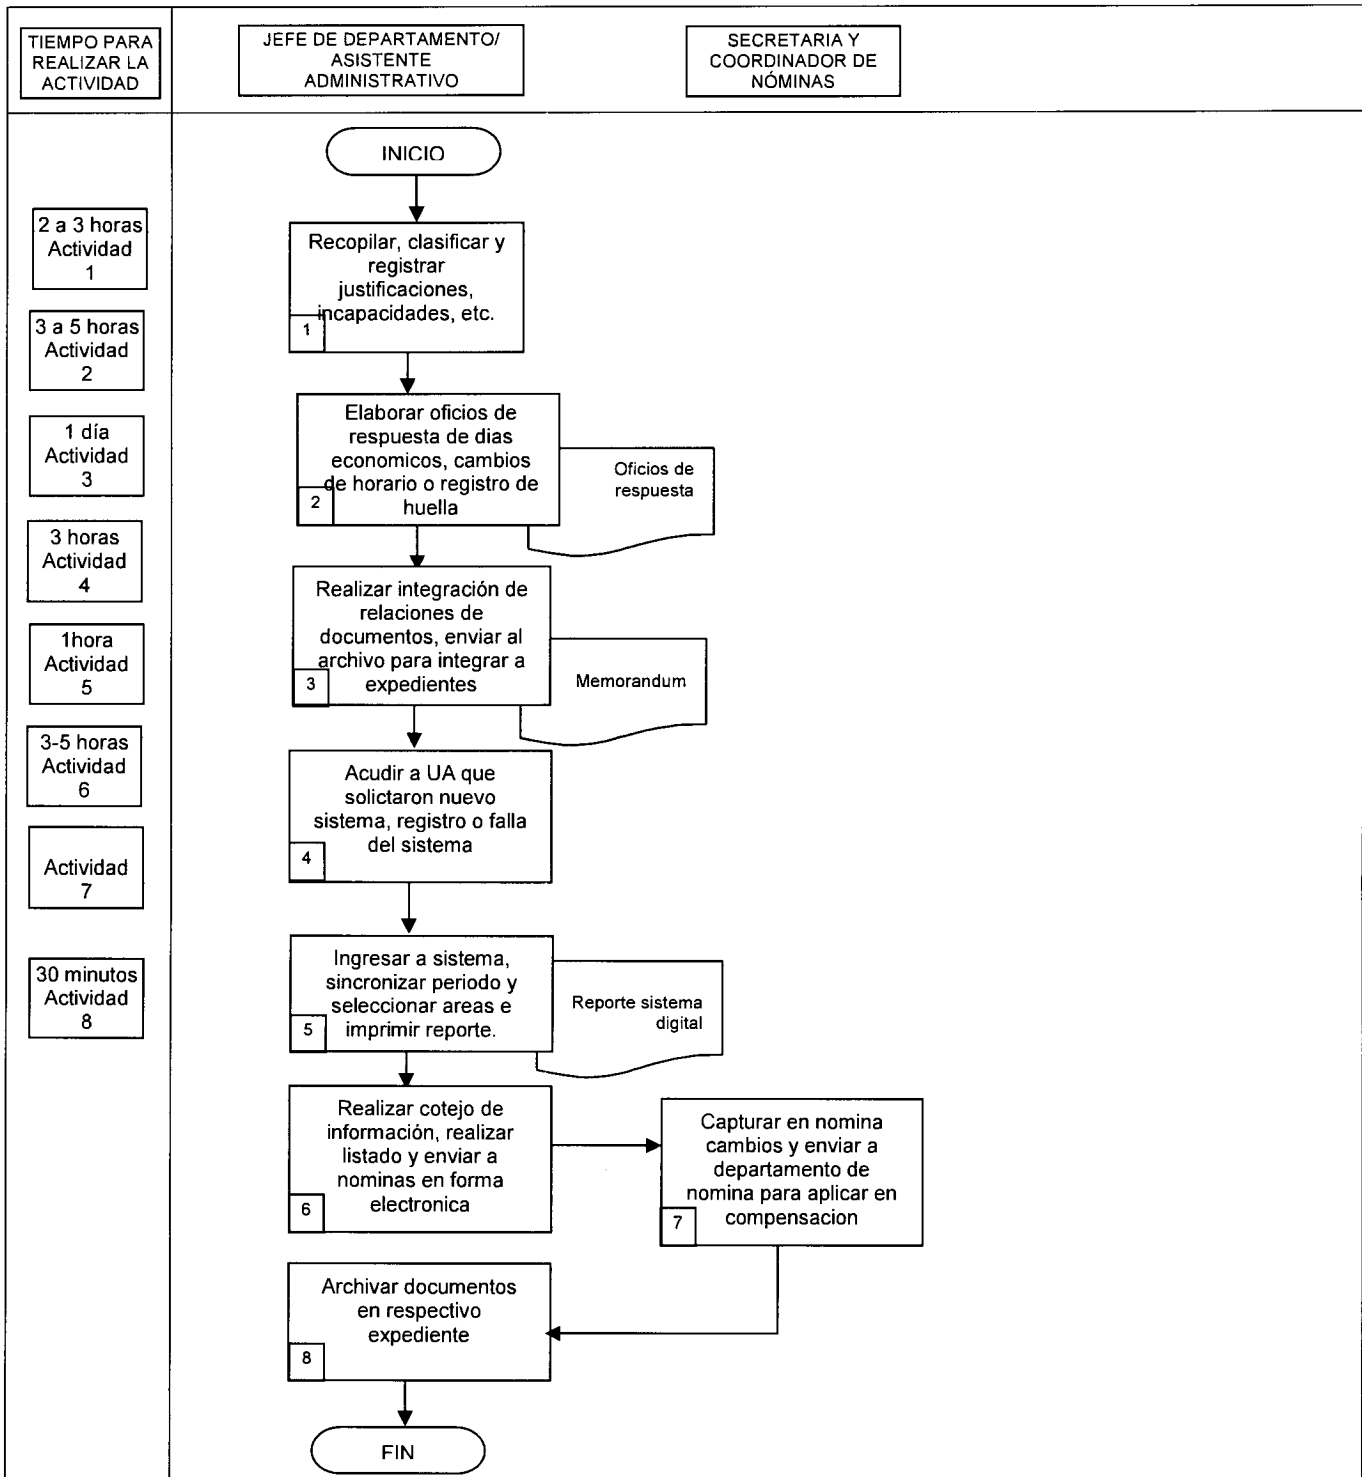 TIEMPO PARA
REALIZAR LA
ACTIVIDAD
JEFE DE DEPARTAMENTO/
ASISTENTE
ADMINISTRATIVO
SECRETARIA Y
COORDINADOR DE
NÓMINAS
INICIO
2 a 3 horas
Actividad
1
Recopilar, clasificar y
registrar
justificaciones,
incapacidades, etc.
1
3 a 5 horas
Actividad
2
Elaborar oficios de
respuesta de dias
economicos, cambios
de horario o registro de
huella
2
Oficios de
respuesta
1 día
Actividad
3
Realizar integración de
relaciones de
documentos, enviar al
archivo para integrar a
expedientes
3
Memorandum
3 horas
Actividad
4
Acudir a UA que
solictaron nuevo
sistema, registro o falla
del sistema
4
1hora
Actividad
5
Ingresar a sistema,
sincronizar periodo y
seleccionar areas e
imprimir reporte.
5
Reporte sistema
digital
3-5 horas
Actividad
6
Realizar cotejo de
información, realizar
listado y enviar a
nominas en forma
electronica
6
Actividad
7
Capturar en nomina
cambios y enviar a
departamento de
nomina para aplicar en
compensacion
7
30 minutos
Actividad
8
Archivar documentos
en respectivo
expediente
8
FIN